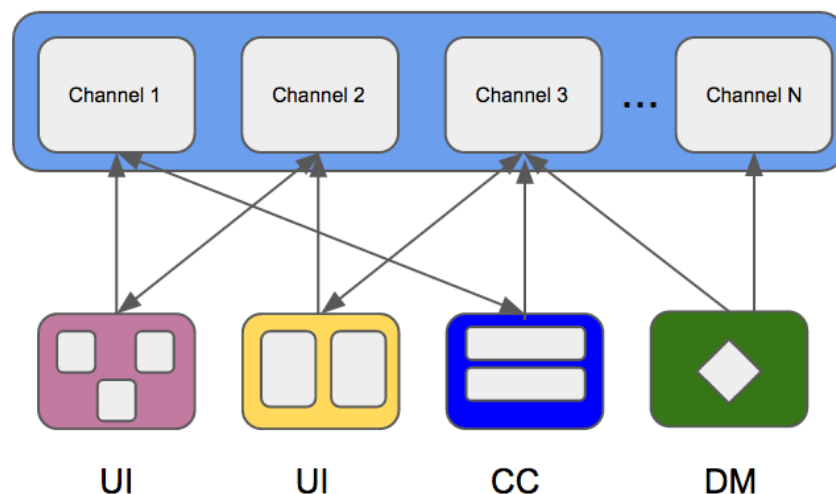 Channel 1
Channel 2
Channel 3
...
Channel N
UI
UI
CC
DM